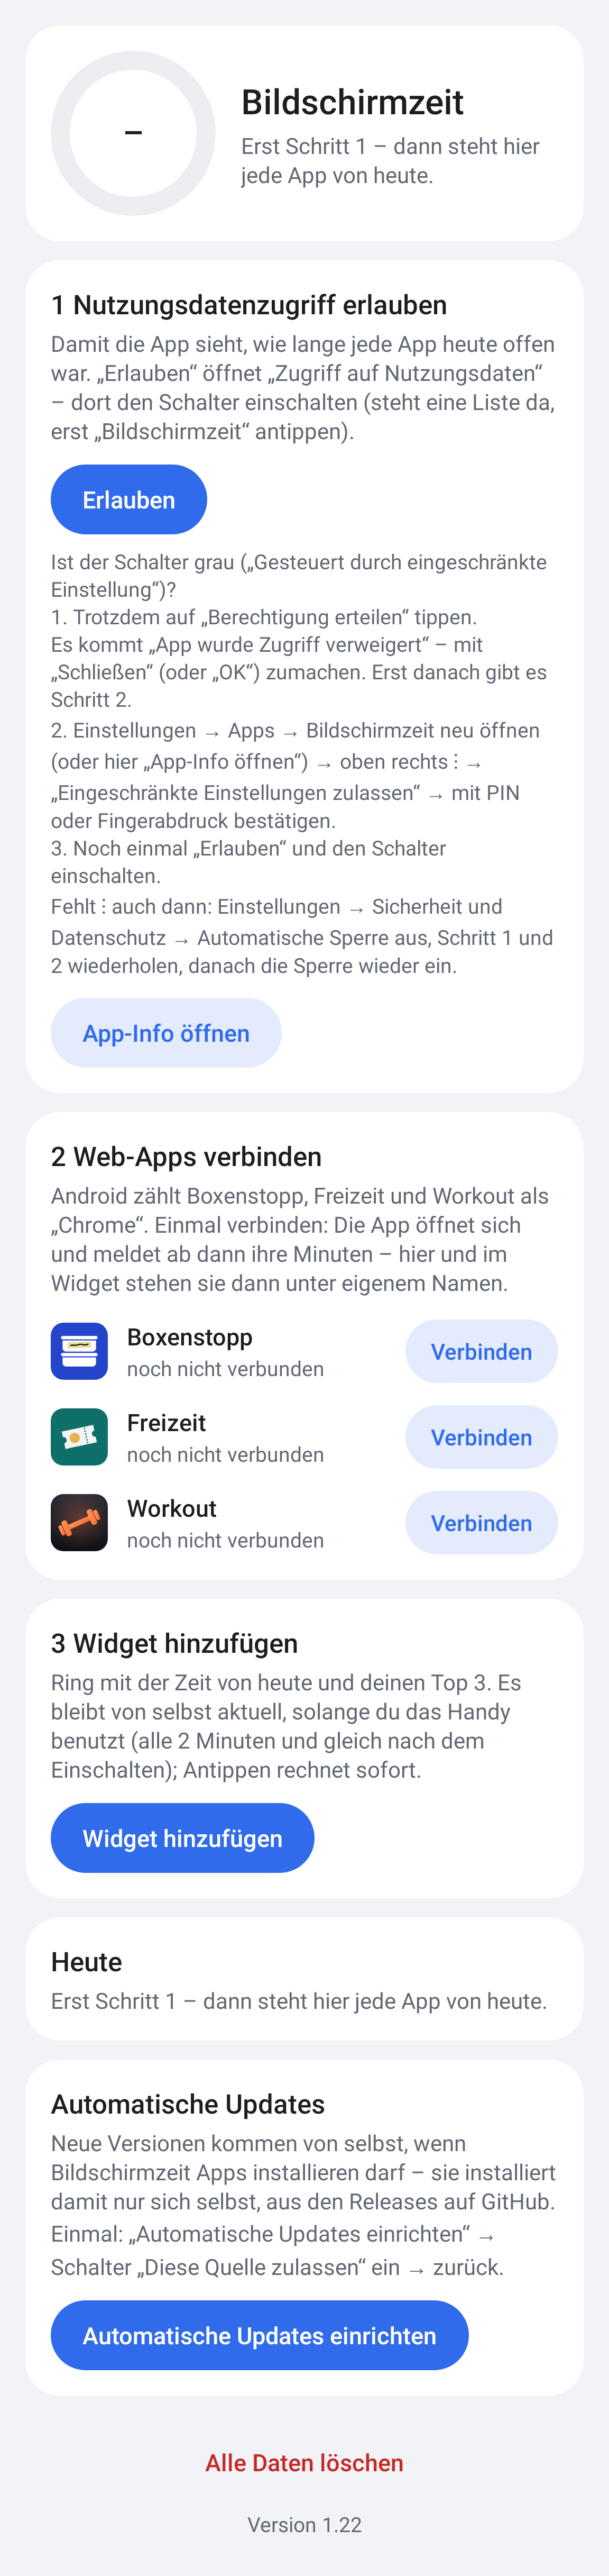 –
Bildschirmzeit
Erst Schritt 1 – dann steht hier
jede App von heute.
1 Nutzungsdatenzugriff erlauben
Damit die App sieht, wie lange jede App heute offen
war. „Erlauben“ öffnet „Zugriff auf Nutzungsdaten“
– dort den Schalter einschalten (steht eine Liste da,
erst „Bildschirmzeit“ antippen).
Erlauben
Ist der Schalter grau („Gesteuert durch eingeschränkte
Einstellung“)?
1. Trotzdem auf „Berechtigung erteilen“ tippen.
Es kommt „App wurde Zugriff verweigert“ – mit
„Schließen“ (oder „OK“) zumachen. Erst danach gibt es
Schritt 2.
2. Einstellungen → Apps → Bildschirmzeit neu öffnen
(oder hier „App-Info öffnen“) → oben rechts ⋮ →
„Eingeschränkte Einstellungen zulassen“ → mit PIN
oder Fingerabdruck bestätigen.
3. Noch einmal „Erlauben“ und den Schalter
einschalten.
Fehlt ⋮ auch dann: Einstellungen → Sicherheit und
Datenschutz → Automatische Sperre aus, Schritt 1 und
2 wiederholen, danach die Sperre wieder ein.
App-Info öffnen
2 Web-Apps verbinden
Android zählt Boxenstopp, Freizeit und Workout als
„Chrome“. Einmal verbinden: Die App öffnet sich
und meldet ab dann ihre Minuten – hier und im
Widget stehen sie dann unter eigenem Namen.
Boxenstopp
noch nicht verbunden
Verbinden
Freizeit
noch nicht verbunden
Verbinden
Workout
noch nicht verbunden
Verbinden
3 Widget hinzufügen
Ring mit der Zeit von heute und deinen Top 3. Es
bleibt von selbst aktuell, solange du das Handy
benutzt (alle 2 Minuten und gleich nach dem
Einschalten); Antippen rechnet sofort.
Widget hinzufügen
Heute
Erst Schritt 1 – dann steht hier jede App von heute.
Automatische Updates
Neue Versionen kommen von selbst, wenn
Bildschirmzeit Apps installieren darf – sie installiert
damit nur sich selbst, aus den Releases auf GitHub.
Einmal: „Automatische Updates einrichten“ →
Schalter „Diese Quelle zulassen“ ein → zurück.
Automatische Updates einrichten
Alle Daten löschen
Version 1.22